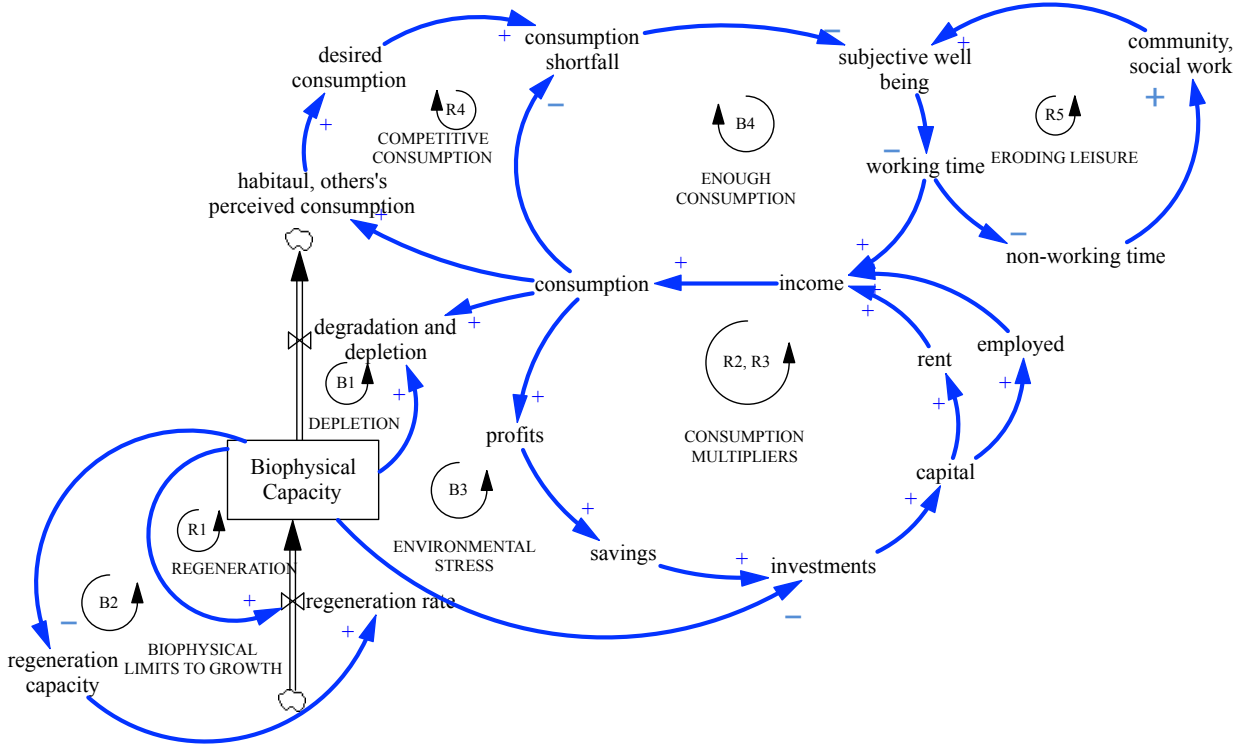 consumption
shortfall
desired
consumption
subjective well
being
community,
social work
+
−
+
+
−
R4
COMPETITIVE
CONSUMPTION
+
B4
ENOUGH
CONSUMPTION
R5
ERODING LEISURE
−
working time
habitaul, others's
perceived consumption
+
−
non-working time
+
+
consumption
income
+
+
+
degradation and
depletion
B1
DEPLETION
+
+
R2, R3
CONSUMPTION
MULTIPLIERS
rent
employed
+
+
profits
capital
Biophysical
Capacity
B3
ENVIRONMENTAL
STRESS
+
+
savings
+
investments
−
R1
REGENERATION
+
regeneration rate
B2
−
+
BIOPHYSICAL
LIMITS TO GROWTH
regeneration
capacity